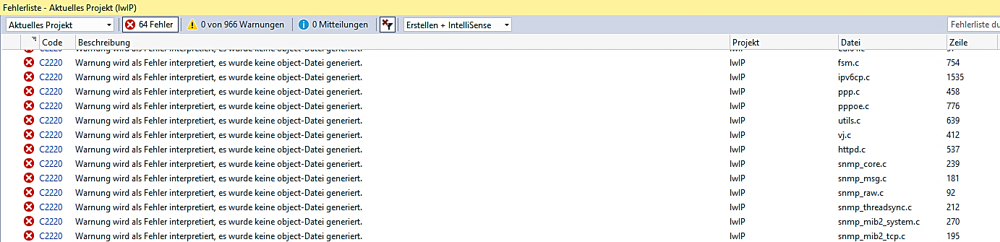 Fehlerliste - Aktuelles Projekt (lwIP)
Aktuelles Projekt 64 Fehler 0 von 966 Warnungen 0 Mitteilungen Erstellen + IntelliSense Fehlerliste du
Code Beschreibung Projekt Datei Zeile
C2220 Warnung wird als Fehler interpretiert, es wurde keine object-Datei generiert. lwIP
C2220 Warnung wird als Fehler interpretiert, es wurde keine object-Datei generiert. lwIP fsm.c 754
C2220 Warnung wird als Fehler interpretiert, es wurde keine object-Datei generiert. lwIP ipv6cp.c 1535
C2220 Warnung wird als Fehler interpretiert, es wurde keine object-Datei generiert. lwIP ppp.c 458
C2220 Warnung wird als Fehler interpretiert, es wurde keine object-Datei generiert. lwIP pppoe.c 776
C2220 Warnung wird als Fehler interpretiert, es wurde keine object-Datei generiert. lwIP utils.c 639
C2220 Warnung wird als Fehler interpretiert, es wurde keine object-Datei generiert. lwIP vj.c 412
C2220 Warnung wird als Fehler interpretiert, es wurde keine object-Datei generiert. lwIP httpd.c 537
C2220 Warnung wird als Fehler interpretiert, es wurde keine object-Datei generiert. lwIP snmp_core.c 239
C2220 Warnung wird als Fehler interpretiert, es wurde keine object-Datei generiert. lwIP snmp_msg.c 181
C2220 Warnung wird als Fehler interpretiert, es wurde keine object-Datei generiert. lwIP snmp_raw.c 92
C2220 Warnung wird als Fehler interpretiert, es wurde keine object-Datei generiert. lwIP snmp_threadsync.c 212
C2220 Warnung wird als Fehler interpretiert, es wurde keine object-Datei generiert. lwIP snmp_mib2_system.c 270
C2220 Warnung wird als Fehler interpretiert, es wurde keine object-Datei generiert. lwIP snmp_mib2_tcp.c 195